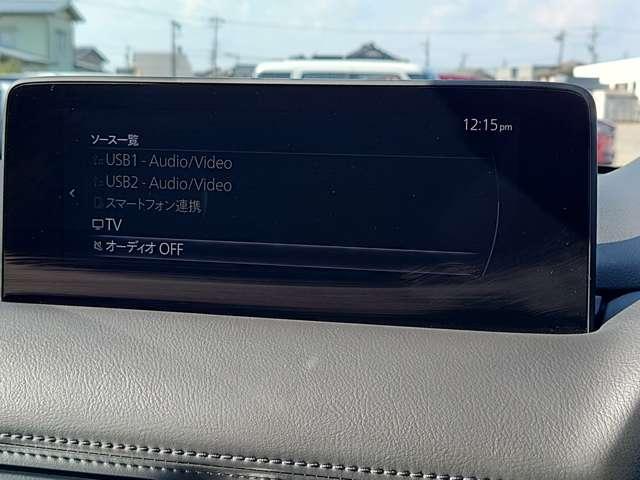 12:15pm
ソース一覧
USB1 - Audio/Video
USB2 - Audio/Video
スマートフォン連携
TV
オーディオ OFF